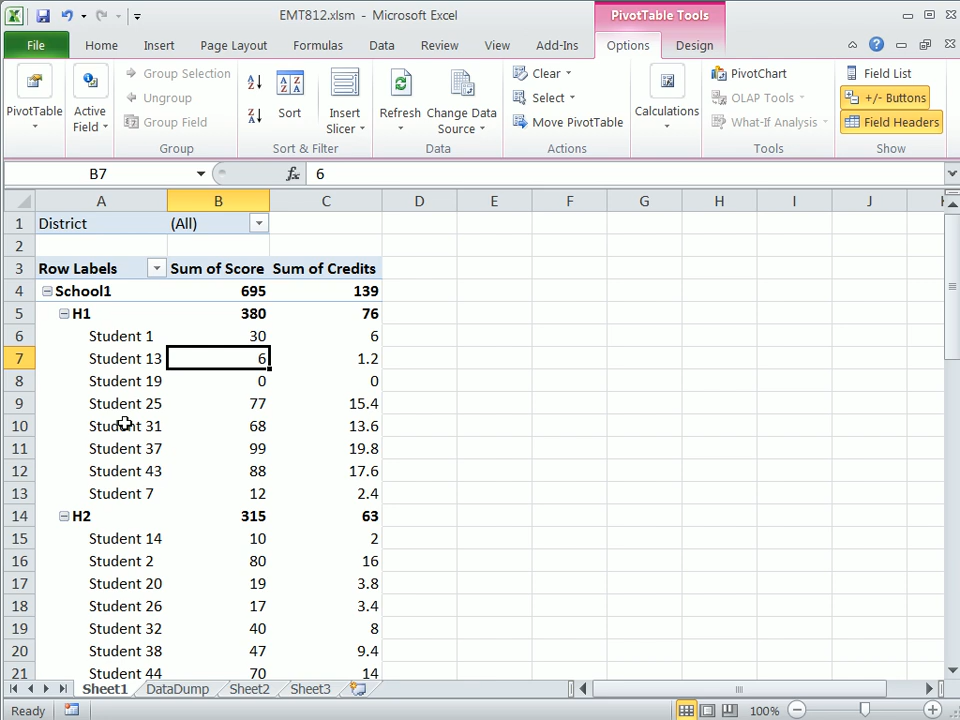 EMT812.xlsm - Microsoft Excel
PivotTable Tools
File Home Insert Page Layout Formulas Data Review View Add-Ins Options Design
PivotTable
Active
Field
Group Selection
Ungroup
Group Field
Group
Sort
Insert
Slicer
Sort & Filter
Refresh
Change Data
Source
Data
Clear
Select
Move PivotTable
Actions
Calculations
PivotChart
OLAP Tools
What-If Analysis
Tools
Field List
+/- Buttons
Field Headers
Show
B7 fx 6
A B C D E F G H I J
1 District (All)
2
3 Row Labels Sum of Score Sum of Credits
4 School1 695 139
5 H1 380 76
6 Student 1 30 6
7 Student 13 6 1.2
8 Student 19 0 0
9 Student 25 77 15.4
10 Student 31 68 13.6
11 Student 37 99 19.8
12 Student 43 88 17.6
13 Student 7 12 2.4
14 H2 315 63
15 Student 14 10 2
16 Student 2 80 16
17 Student 20 19 3.8
18 Student 26 17 3.4
19 Student 32 40 8
20 Student 38 47 9.4
21 Student 44 70 14
Sheet1 DataDump Sheet2 Sheet3
Ready 100%